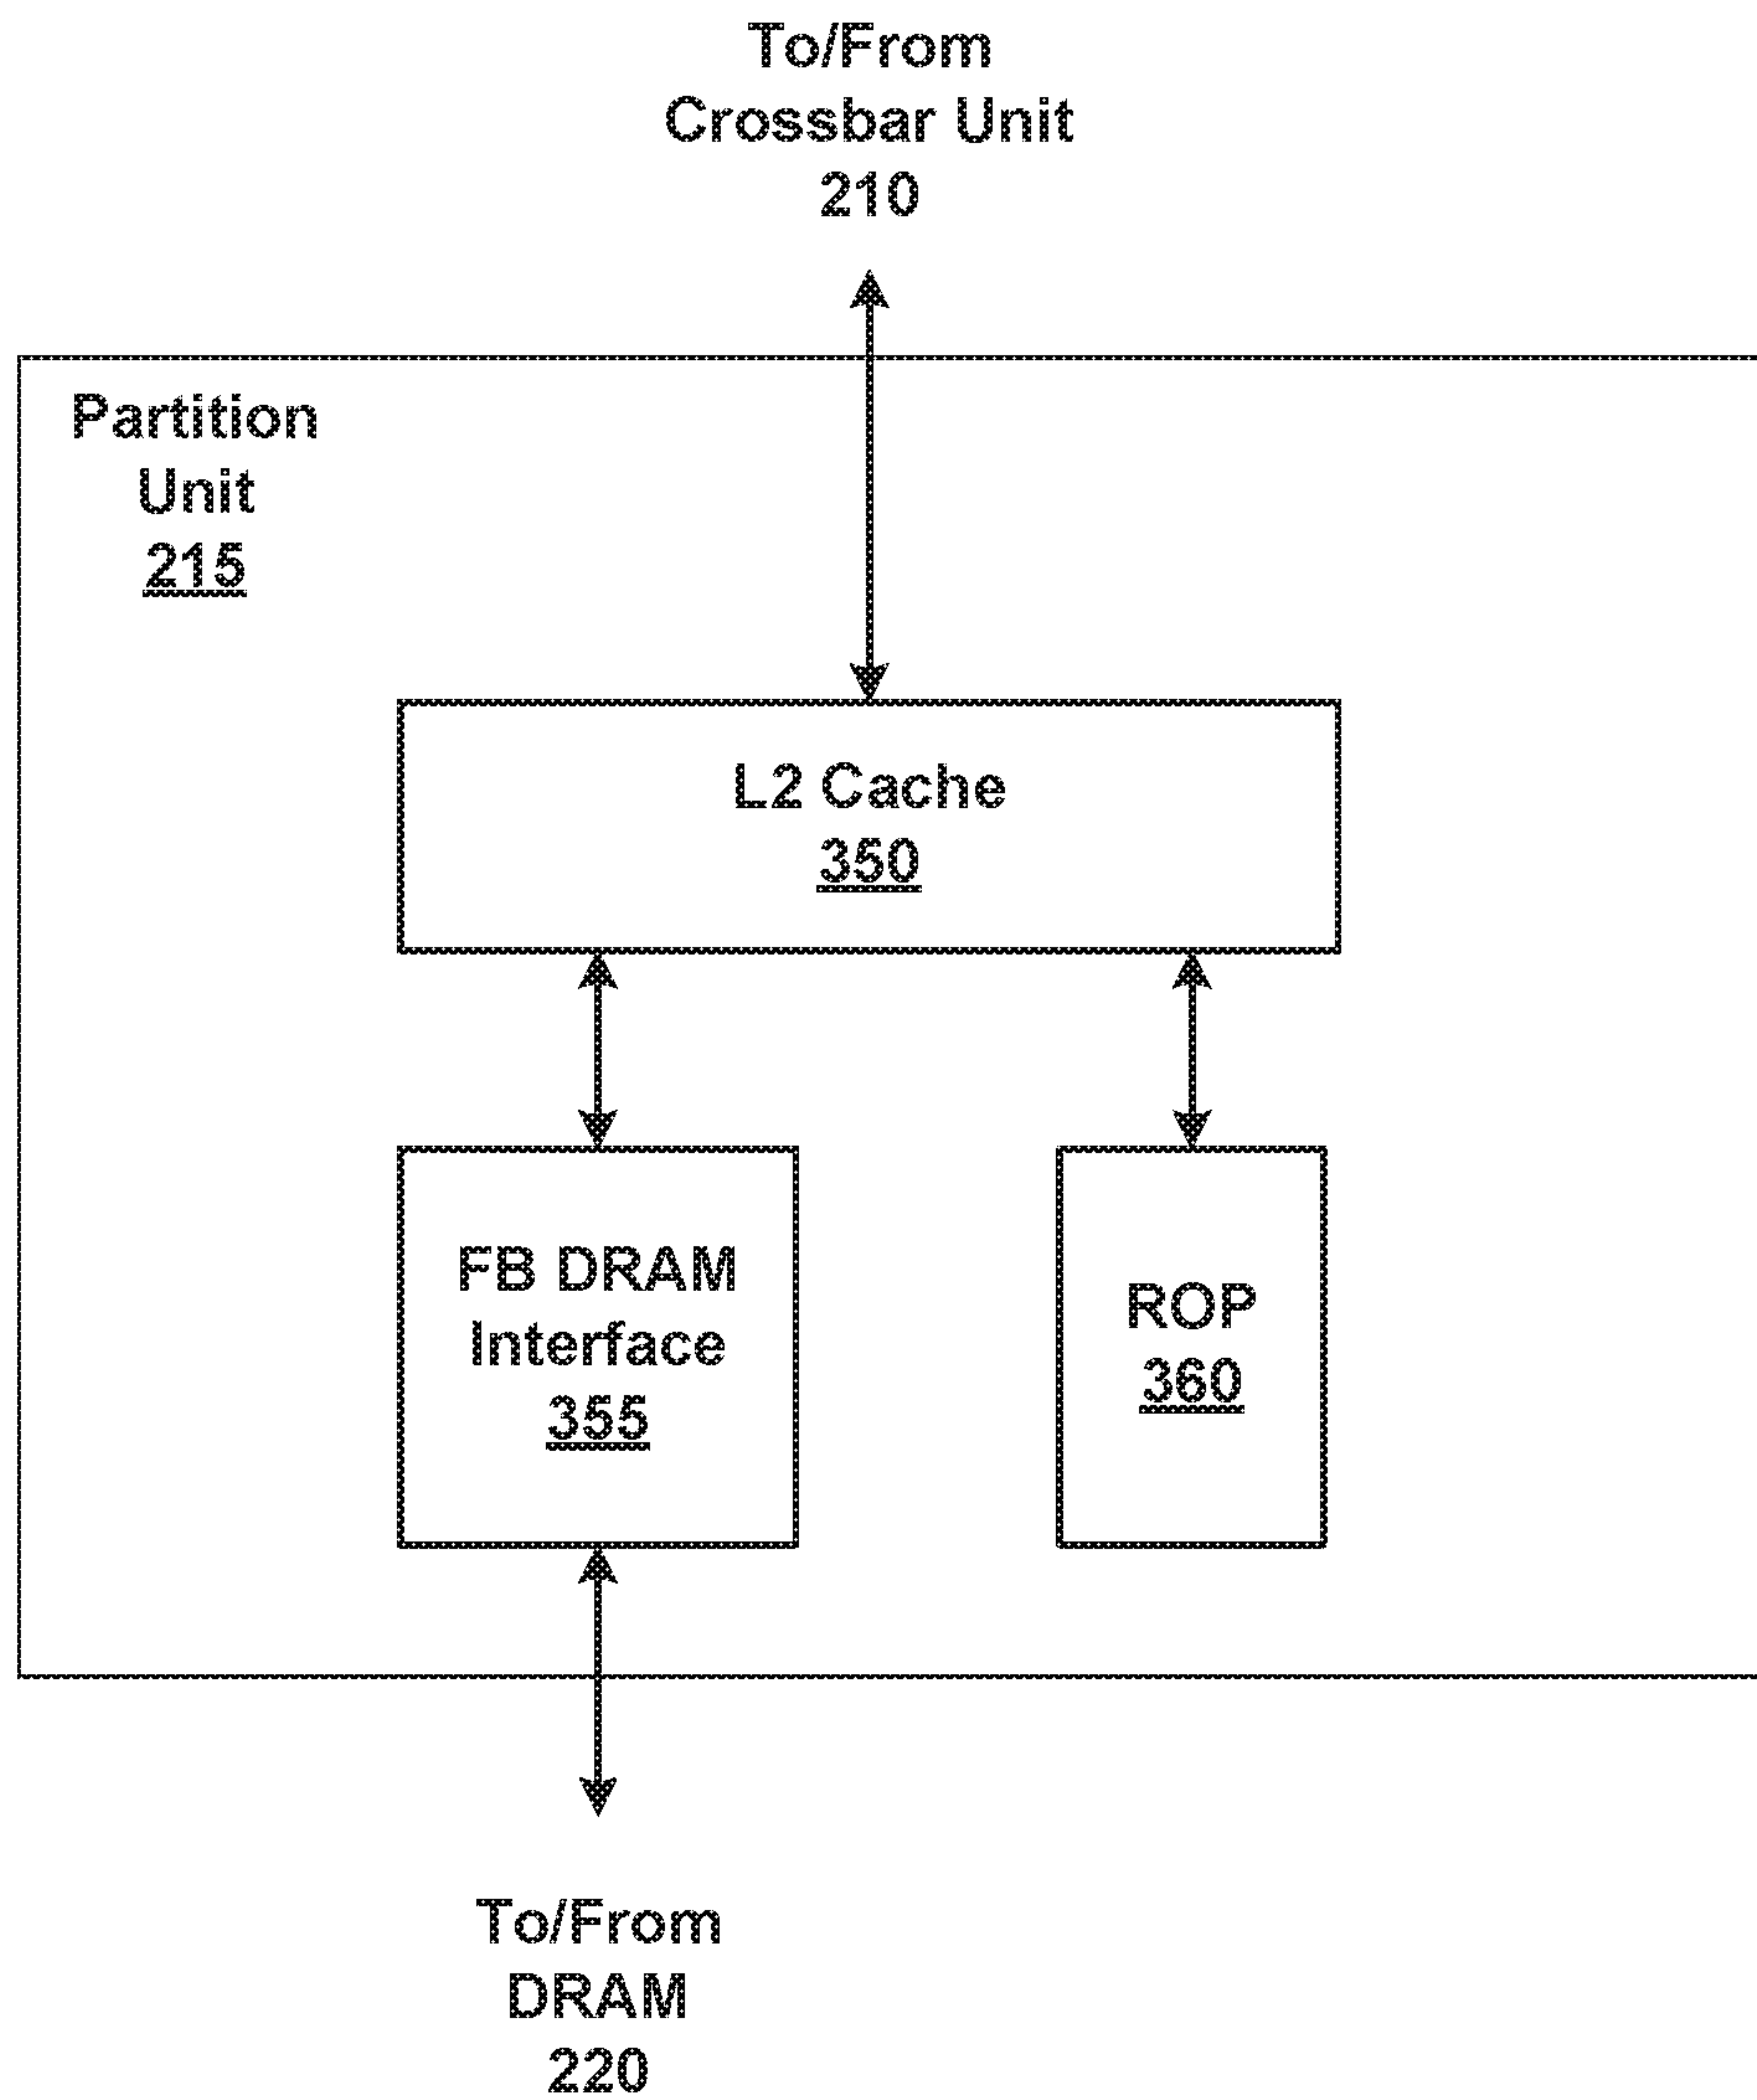 To/From
Crossbar Unit
210
Partition
Unit
215
L2 Cache
350
FB DRAM
Interface
355
ROP
360
To/From
DRAM
220